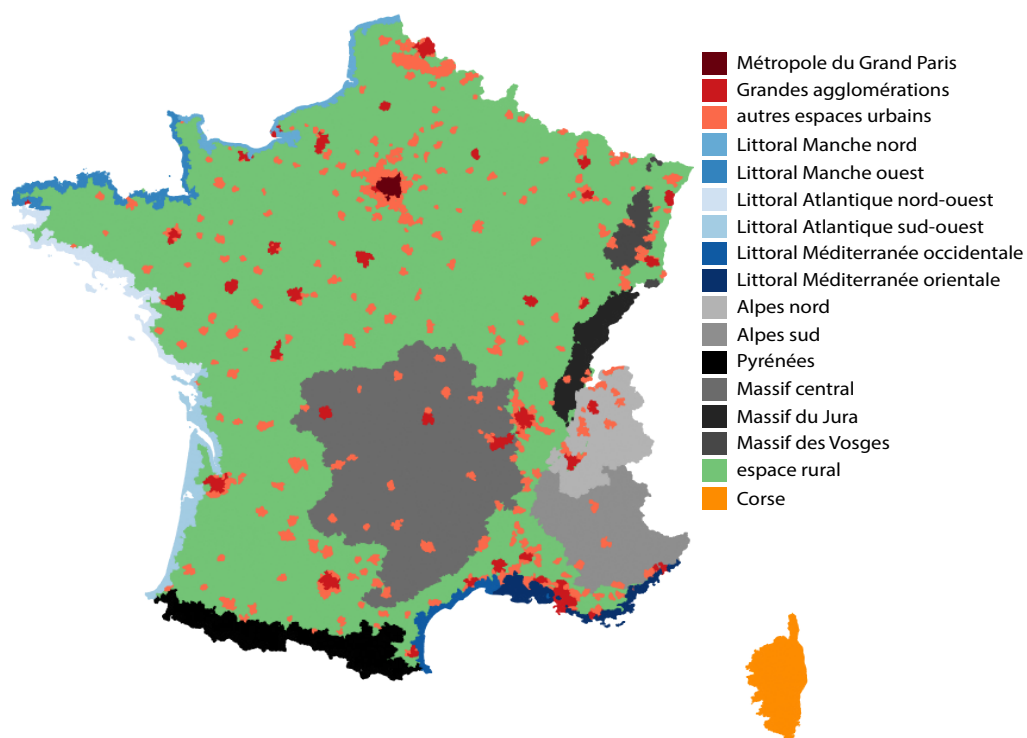 Métropole du Grand Paris
Grandes agglomérations
autres espaces urbains
Littoral Manche nord
Littoral Manche ouest
Littoral Atlantique nord-ouest
Littoral Atlantique sud-ouest
Littoral Méditerranée occidentale
Littoral Méditerranée orientale
Alpes nord
Alpes sud
Pyrénées
Massif central
Massif du Jura
Massif des Vosges
espace rural
Corse